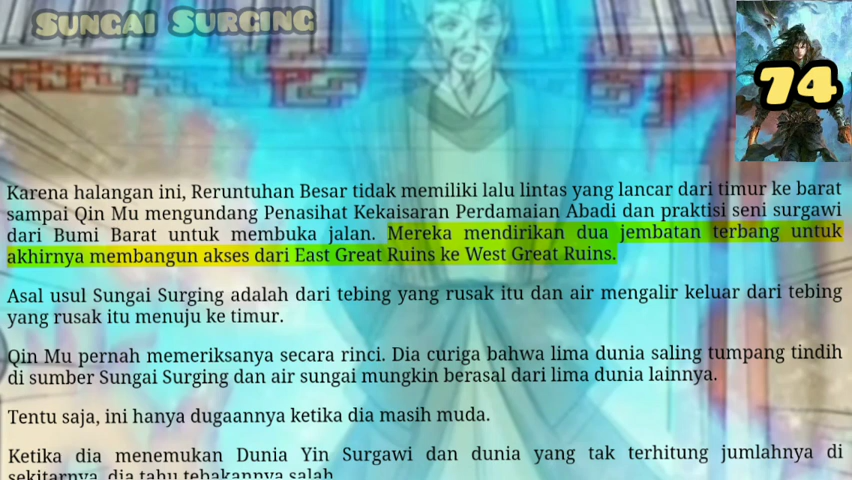 SUNGAI SURGING
74
Karena halangan ini, Reruntuhan Besar tidak memiliki lalu lintas yang lancar dari timur ke barat
sampai Qin Mu mengundang Penasihat Kekaisaran Perdamaian Abadi dan praktisi seni surgawi
dari Bumi Barat untuk membuka jalan. Mereka mendirikan dua jembatan terbang untuk
akhirnya membangun akses dari East Great Ruins ke West Great Ruins.
Asal usul Sungai Surging adalah dari tebing yang rusak itu dan air mengalir keluar dari tebing
yang rusak itu menuju ke timur.
Qin Mu pernah memeriksanya secara rinci. Dia curiga bahwa lima dunia saling tumpang tindih
di sumber Sungai Surging dan air sungai mungkin berasal dari lima dunia lainnya.
Tentu saja, ini hanya dugaannya ketika dia masih muda.
Ketika dia menemukan Dunia Yin Surgawi dan dunia yang tak terhitung jumlahnya di
sekitarnya, dia tahu tebakannya salah.